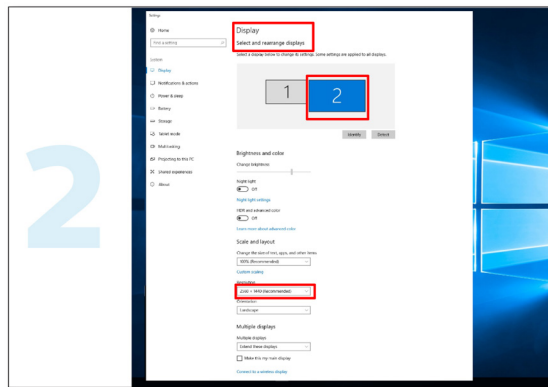 2
Settings
Home
Find a setting
System
Display
Notifications & actions
Power & sleep
Battery
Storage
Tablet mode
Multitasking
Projecting to this PC
Shared experiences
About
Display
Select and rearrange displays
Select a display below to change its settings. Some settings are applied to all displays.
1
2
Identify
Detect
Brightness and color
Change brightness
Night light
Off
Night light settings
HDR and advanced color
Off
Learn more about advanced color
Scale and layout
Change the size of text, apps, and other items
100% (Recommended)
Custom scaling
Resolution
2560 × 1440 (Recommended)
Orientation
Landscape
Multiple displays
Multiple displays
Extend these displays
Make this my main display
Connect to a wireless display